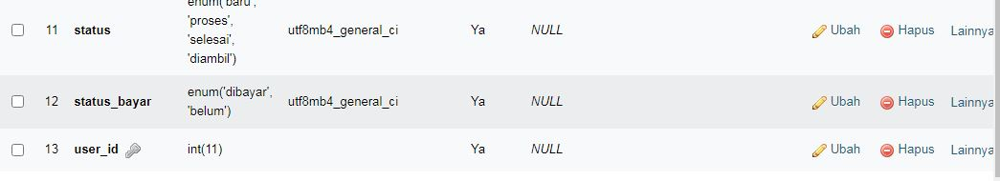 enum('baru',
11 status 'proses', utf8mb4_general_ci Ya NULL Ubah Hapus Lainnya
'selesai',
'diambil')
12 status_bayar enum('dibayar', utf8mb4_general_ci Ya NULL Ubah Hapus Lainnya
'belum')
13 user_id int(11) Ya NULL Ubah Hapus Lainnya